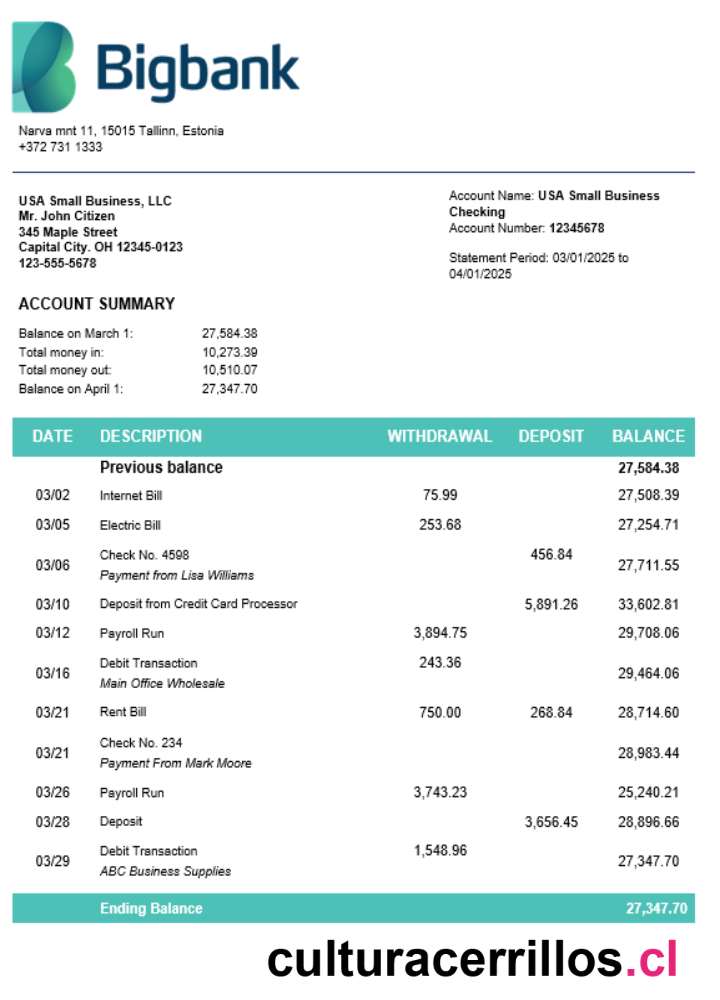 Bigbank
Narva mnt 11, 15015 Tallinn, Estonia
+372 731 1333
USA Small Business, LLC
Mr. John Citizen
345 Maple Street
Capital City. OH 12345-0123
123-555-5678
Account Name: USA Small Business
Checking
Account Number: 12345678
Statement Period: 03/01/2025 to
04/01/2025
ACCOUNT SUMMARY
Balance on March 1: 27,584.38
Total money in: 10,273.39
Total money out: 10,510.07
Balance on April 1: 27,347.70
DATE DESCRIPTION WITHDRAWAL DEPOSIT BALANCE
Previous balance 27,584.38
03/02 Internet Bill 75.99 27,508.39
03/05 Electric Bill 253.68 27,254.71
03/06 Check No. 4598 456.84 27,711.55
Payment from Lisa Williams
03/10 Deposit from Credit Card Processor 5,891.26 33,602.81
03/12 Payroll Run 3,894.75 29,708.06
03/16 Debit Transaction 243.36 29,464.06
Main Office Wholesale
03/21 Rent Bill 750.00 268.84 28,714.60
03/21 Check No. 234 28,983.44
Payment From Mark Moore
03/26 Payroll Run 3,743.23 25,240.21
03/28 Deposit 3,656.45 28,896.66
03/29 Debit Transaction 1,548.96 27,347.70
ABC Business Supplies
Ending Balance 27,347.70
culturacerrillos.cl